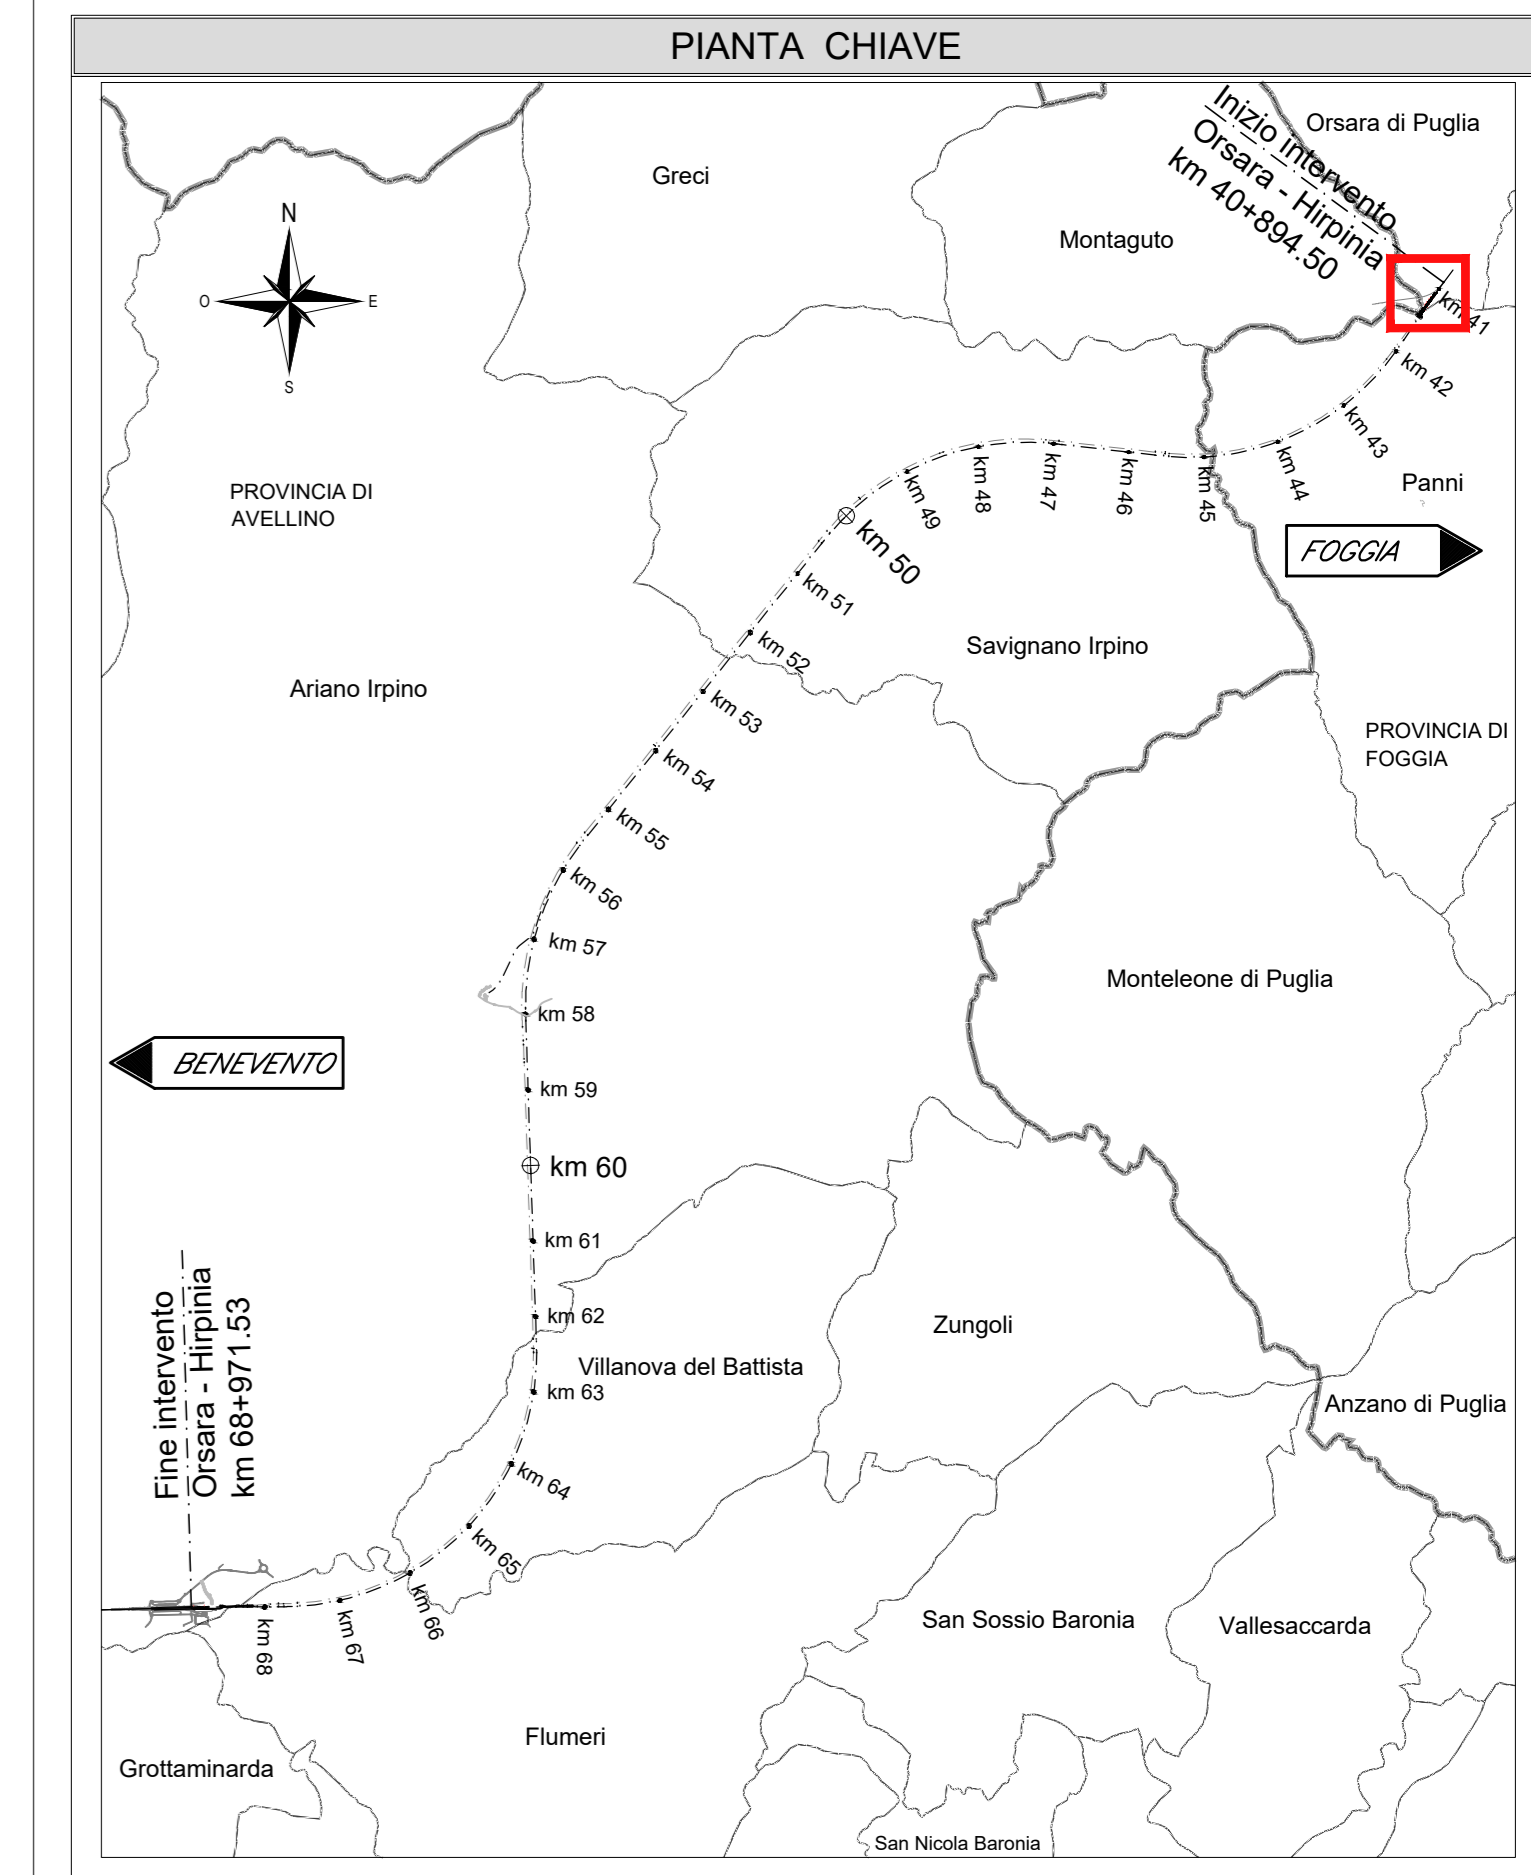 PIANTA CHIAVE
Inizio intervento
Orsara - Hirpinia
km 40+894.50
Orsara di Puglia
Greci
Montaguto
N
O
E
S
km 41
km 42
km 43
km 44
km 45
km 46
km 47
km 48
km 49
km 50
Panni
PROVINCIA DI
AVELLINO
FOGGIA
km 51
km 52
Savignano Irpino
Ariano Irpino
km 53
PROVINCIA DI
FOGGIA
km 54
km 55
km 56
km 57
Monteleone di Puglia
km 58
BENEVENTO
km 59
km 60
km 61
km 62
Zungoli
Villanova del Battista
km 63
Anzano di Puglia
Fine intervento
Orsara - Hirpinia
km 68+971.53
km 64
km 65
km 66
km 67
km 68
San Sossio Baronia
Vallesaccarda
Flumeri
Grottaminarda
San Nicola Baronia